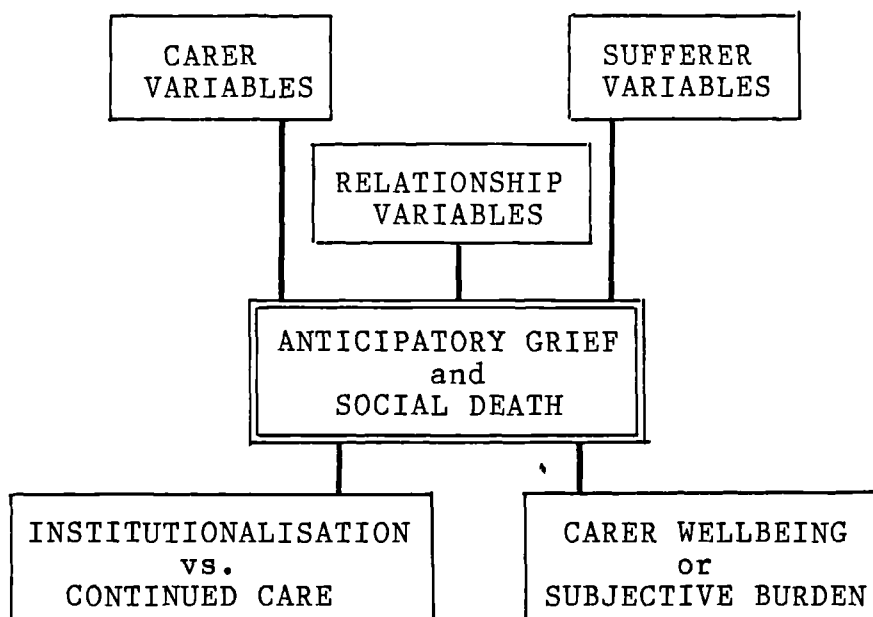 CARER
VARIABLES
SUFFERER
VARIABLES
RELATIONSHIP
VARIABLES
ANTICIPATORY GRIEF
and
SOCIAL DEATH
INSTITUTIONALISATION
vs.
CONTINUED CARE
CARER WELLBEING
or
SUBJECTIVE BURDEN